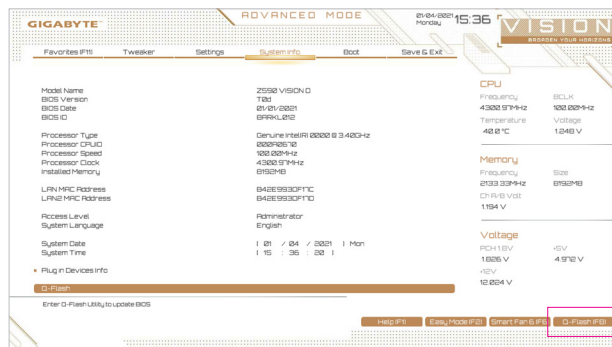 GIGABYTE™
ADVANCED MODE
01/04/2021 Monday 15:36
VISION
BROADEN YOUR HORIZONS
Favorites (F11) Tweaker Settings System Info. Boot Save & Exit
Model Name Z590 VISION D
BIOS Version T0d
BIOS Date 01/01/2021
BIOS ID 8ARKL012
Processor Type Genuine Intel(R) 0000 @ 3.40GHz
Processor CPUID 000A0670
Processor Speed 100.00MHz
Processor Clock 4300.97MHz
Installed Memory 8192MB
LAN MAC Address
LAN2 MAC Address
Access Level Administrator
System Language English
System Date [ 01 / 04 / 2021 ] Mon
System Time [ 15 : 36 : 20 ]
Plug in Devices Info
Q-Flash
Enter Q-Flash Utility to update BIOS
CPU
Frequency BCLK
4300.97MHz 100.00MHz
Temperature Voltage
40.0 °C 1.248 V
Memory
Frequency Size
2133.33MHz 8192MB
Ch A/B Volt
1.194 V
Voltage
PCH 1.8V +5V
1.826 V 4.972 V
+12V
12.024 V
Help (F1) Easy Mode (F2) Smart Fan 6 (F6) Q-Flash (F8)